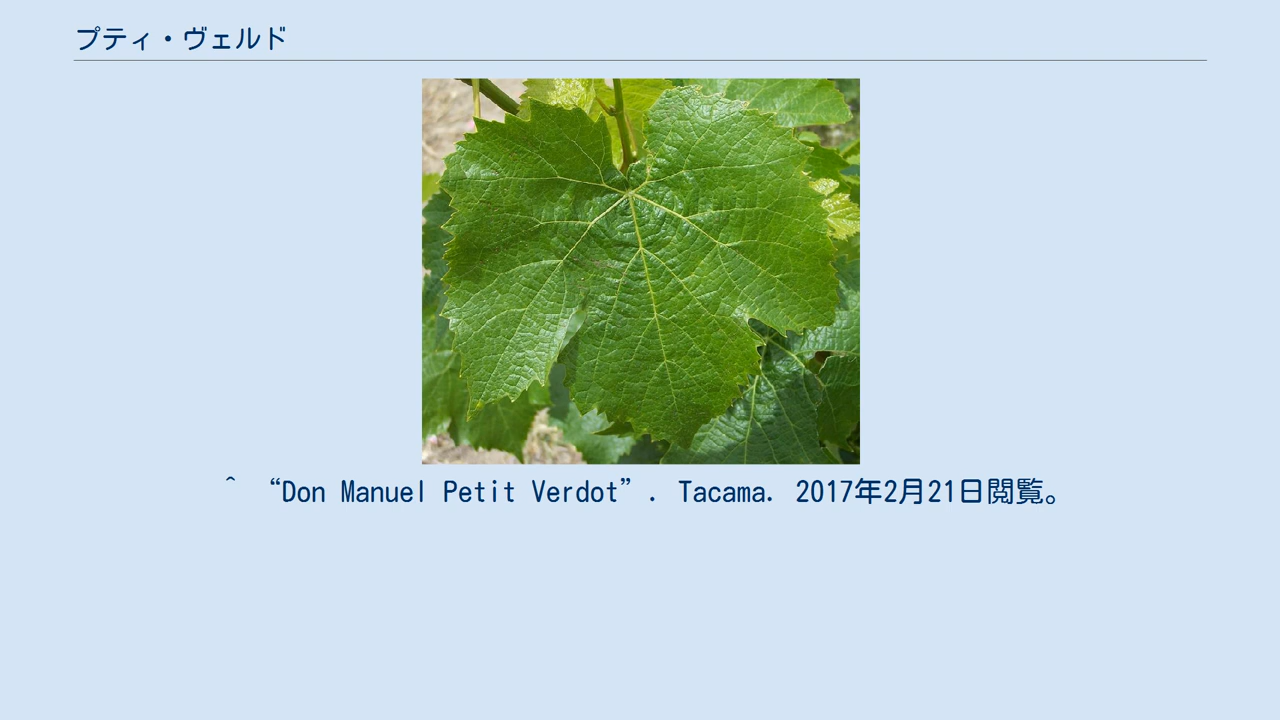 プティ・ヴェルド
^ “Don Manuel Petit Verdot”. Tacama. 2017年2月21日閲覧。